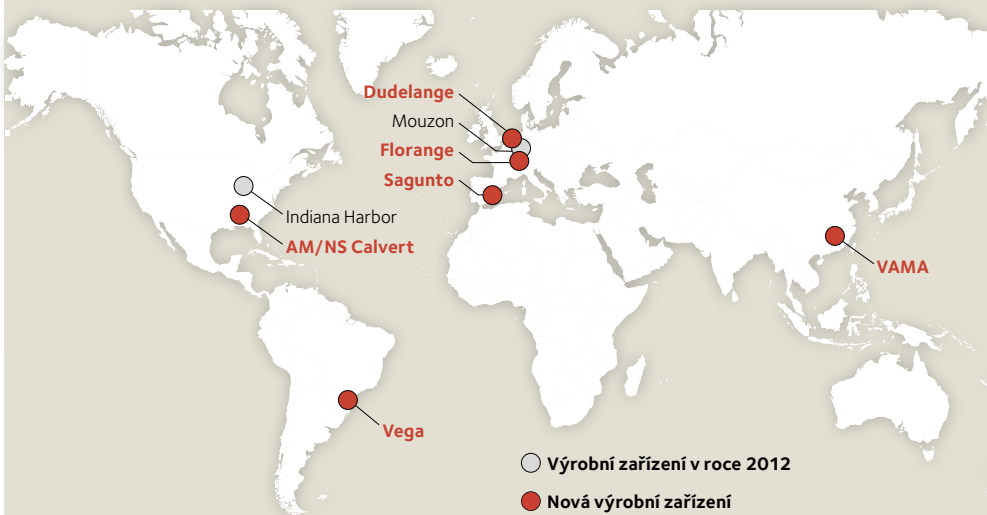 Dudelange
Mouzon
Florange
Sagunto
Indiana Harbor
AM/NS Calvert
VAMA
Vega
Výrobní zařízení v roce 2012
Nová výrobní zařízení